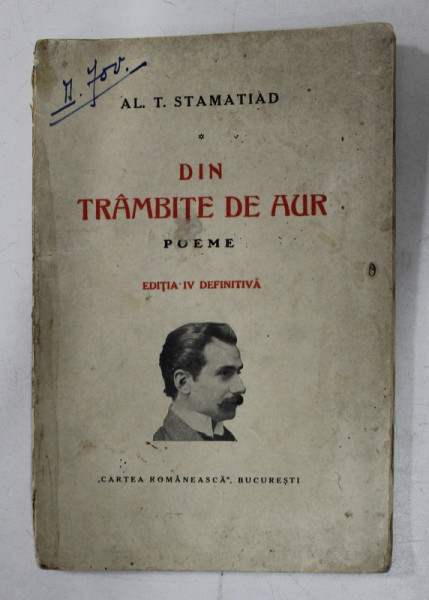 AL. T. STAMATIAD
*
DIN
TRÂMBIȚE DE AUR
POEME
EDIȚIA IV DEFINITIVĂ
„CARTEA ROMÂNEASCĂ”, BUCUREȘTI